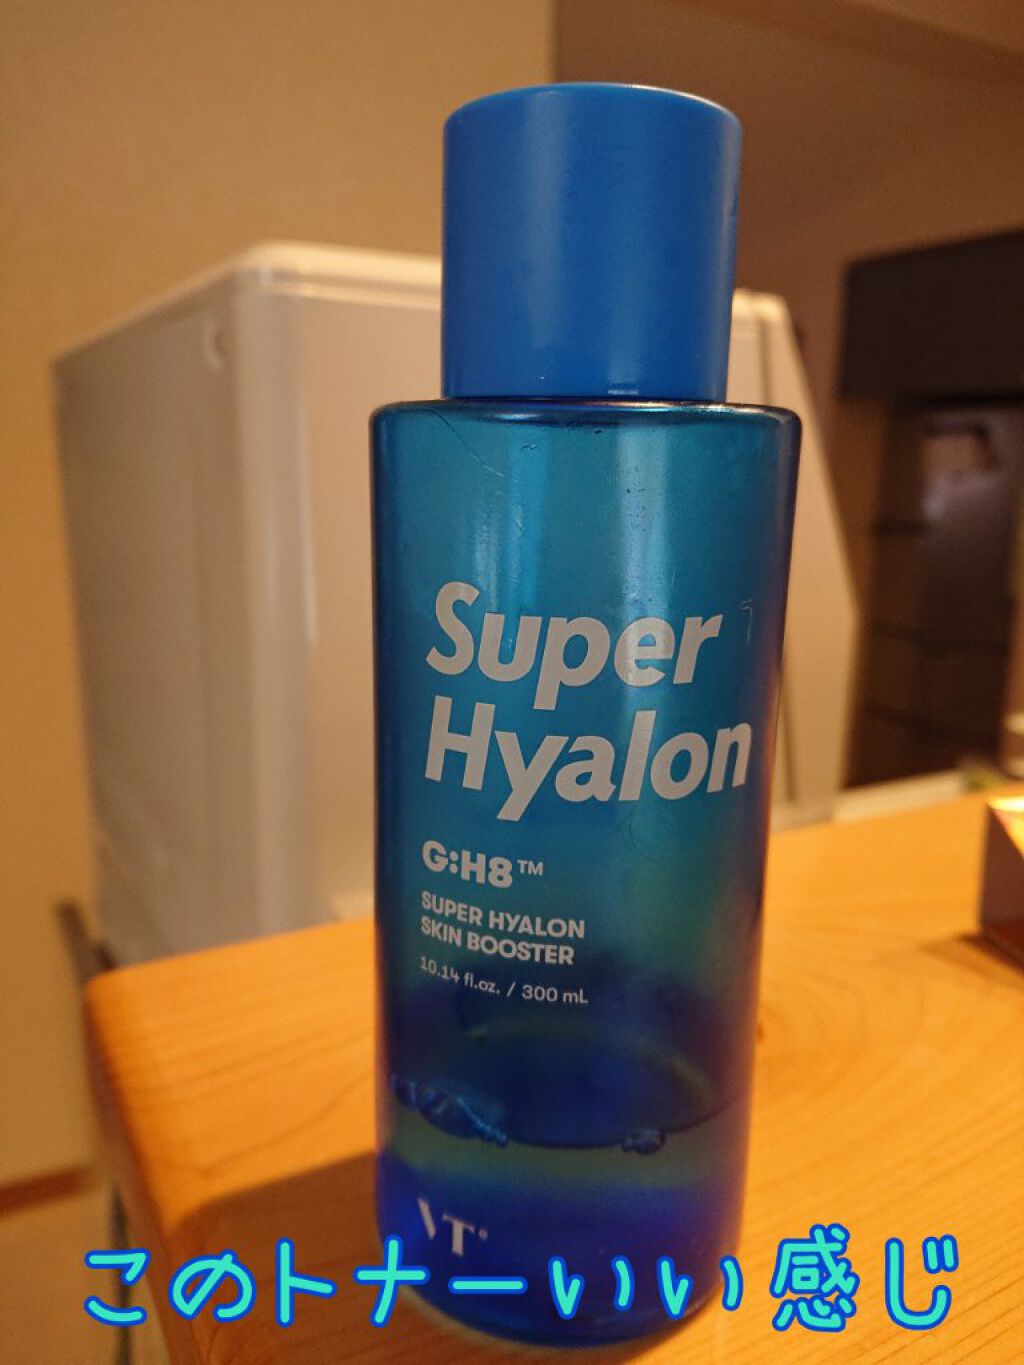 Super
Hyalon
G:H8™
SUPER HYALON
SKIN BOOSTER
10.14 fl.oz. / 300 mL
VT°
このトナーいい感じ